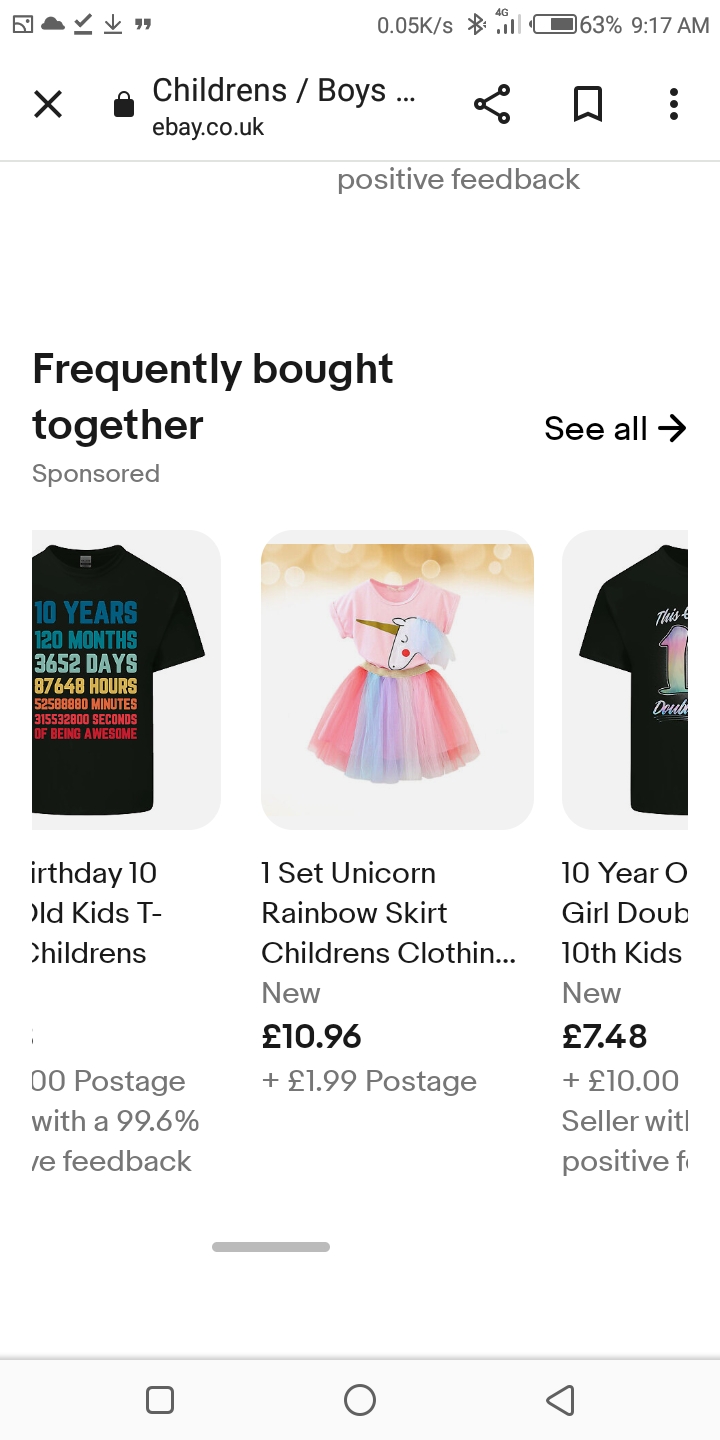 0.05K/s 4G 63% 9:17 AM
Childrens / Boys ...
ebay.co.uk
positive feedback
Frequently bought
together
See all
Sponsored
10 YEARS
120 MONTHS
3652 DAYS
87648 HOURS
52588880 MINUTES
315532800 SECONDS
OF BEING AWESOME
irthday 10
Old Kids T-
Childrens
00 Postage
with a 99.6%
ve feedback
1 Set Unicorn
Rainbow Skirt
Childrens Clothin...
New
£10.96
+ £1.99 Postage
This
1
Doub
10 Year O
Girl Doub
10th Kids
New
£7.48
+ £10.00
Seller with
positive fe